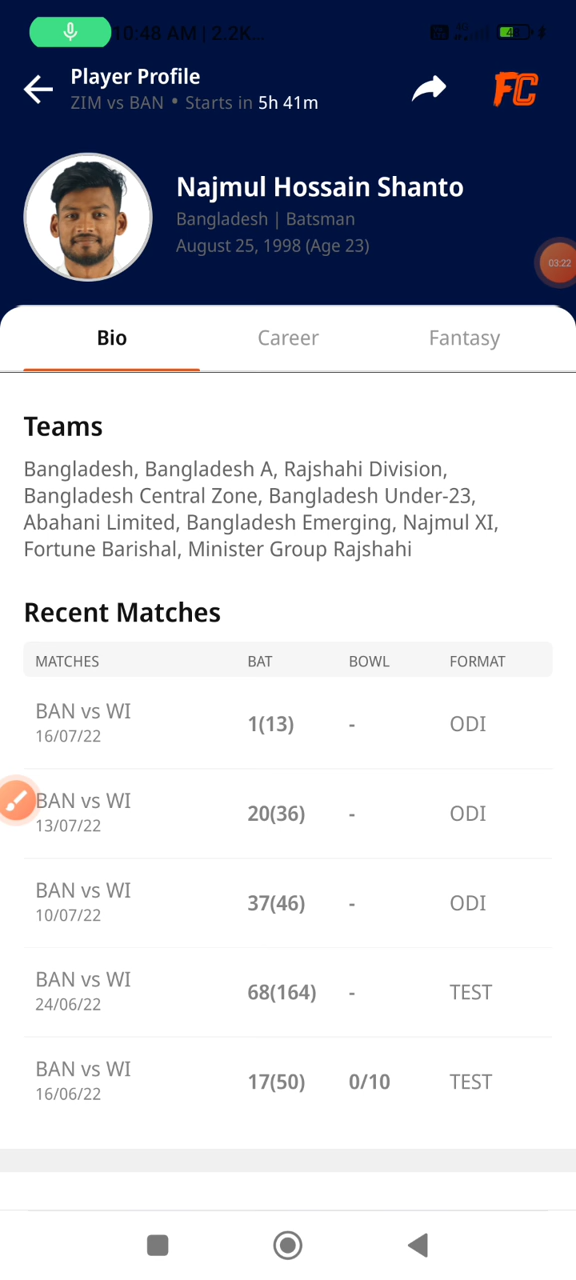 10:48 AM | 2.2K...
Player Profile
FC
ZIM vs BAN • Starts in 5h 41m
Najmul Hossain Shanto
Bangladesh | Batsman
August 25, 1998 (Age 23)
03:22
Bio Career Fantasy
Teams
Bangladesh, Bangladesh A, Rajshahi Division,
Bangladesh Central Zone, Bangladesh Under-23,
Abahani Limited, Bangladesh Emerging, Najmul XI,
Fortune Barishal, Minister Group Rajshahi
Recent Matches
MATCHES BAT BOWL FORMAT
BAN vs WI
16/07/22
1(13) - ODI
BAN vs WI
13/07/22
20(36) - ODI
BAN vs WI
10/07/22
37(46) - ODI
BAN vs WI
24/06/22
68(164) - TEST
BAN vs WI
16/06/22
17(50) 0/10 TEST